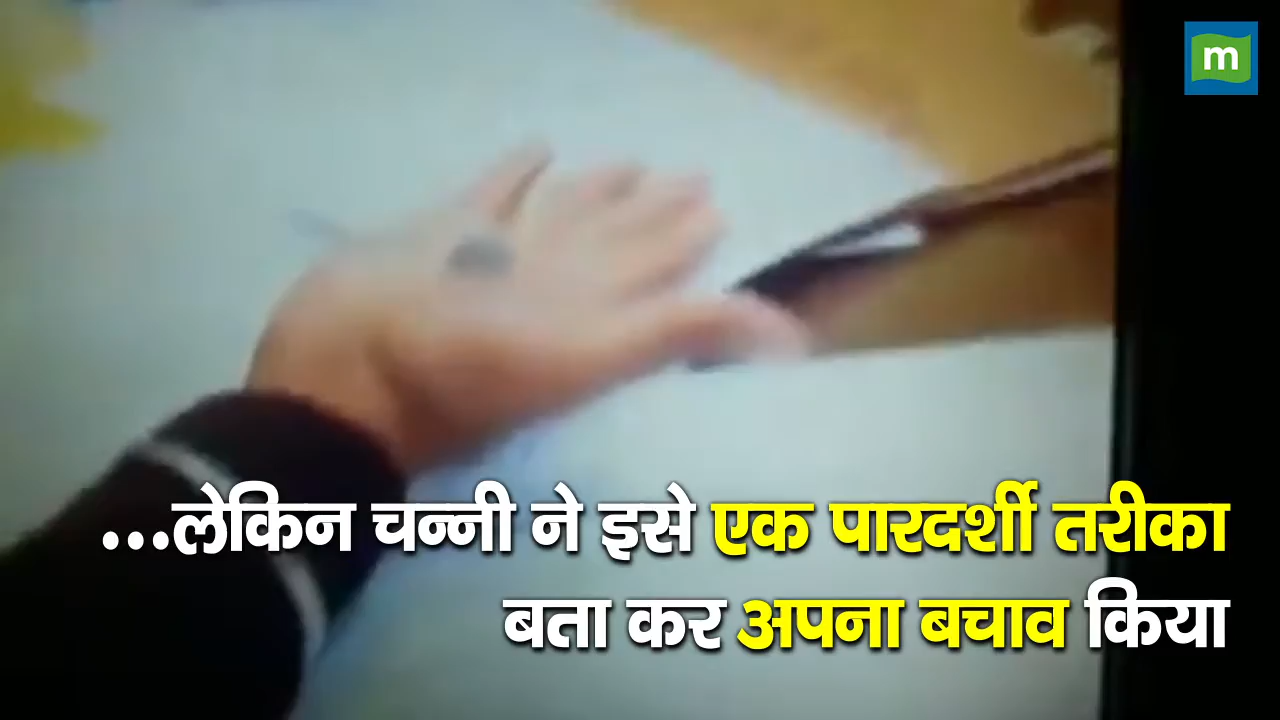 m
...लेकिन चन्नी ने इसे एक पारदर्शी तरीका
बता कर अपना बचाव किया